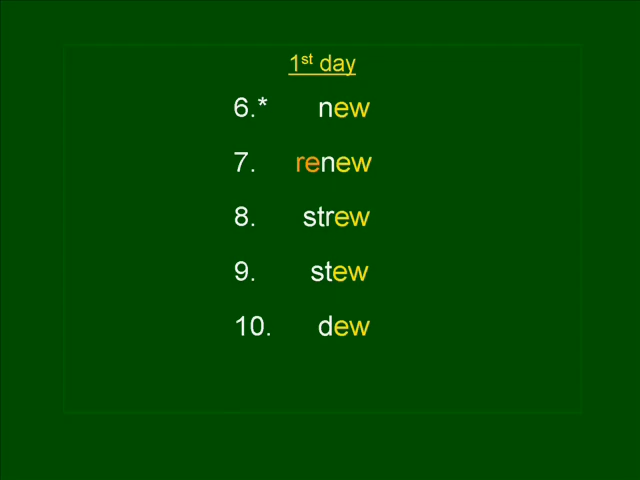 1st day
6.* new
7. renew
8. strew
9. stew
10. dew